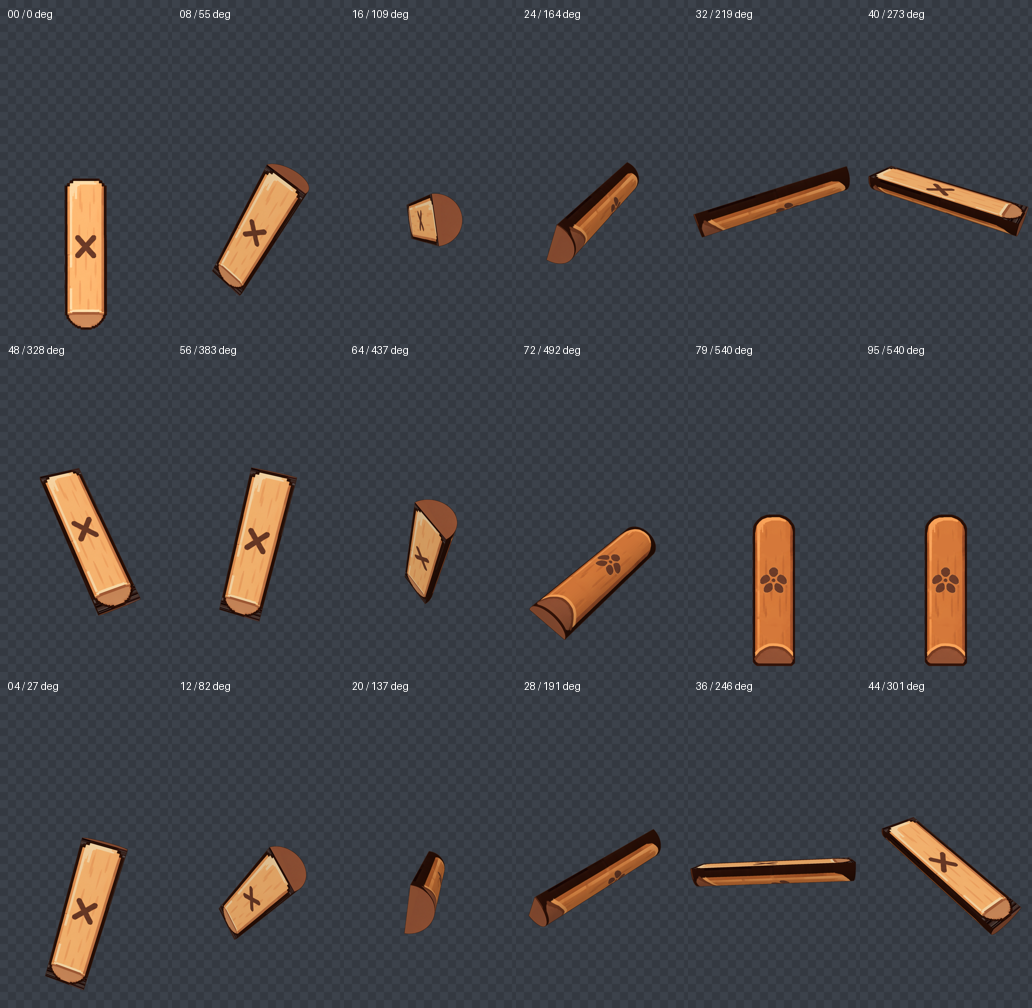 00 / 0 deg
08 / 55 deg
16 / 109 deg
24 / 164 deg
32 / 219 deg
40 / 273 deg
48 / 328 deg
56 / 383 deg
64 / 437 deg
72 / 492 deg
79 / 540 deg
95 / 540 deg
04 / 27 deg
12 / 82 deg
20 / 137 deg
28 / 191 deg
36 / 246 deg
44 / 301 deg